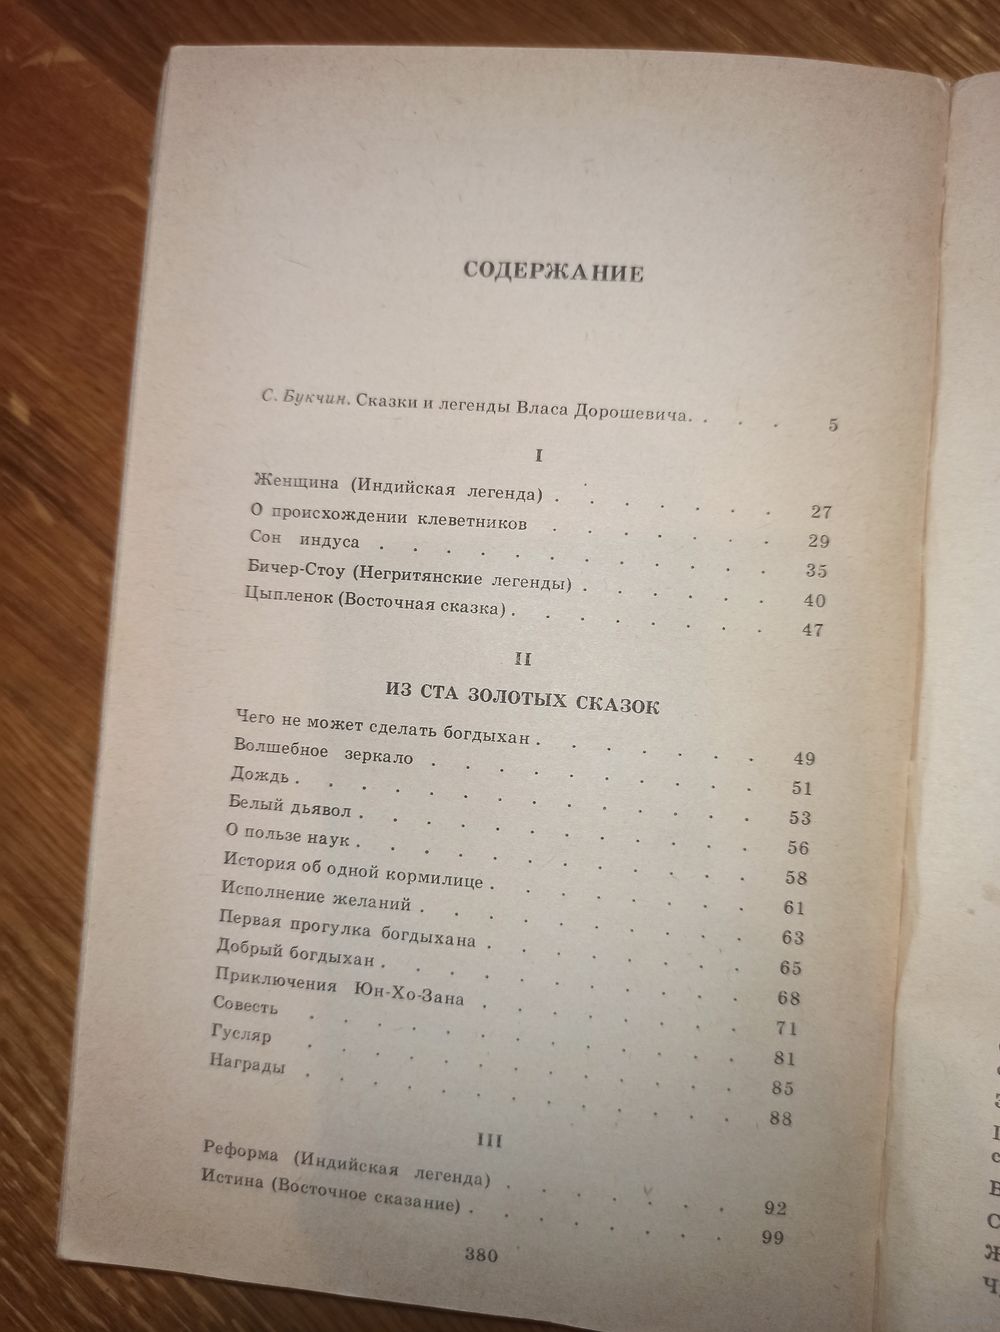 СОДЕРЖАНИЕ
С. Букчин. Сказки и легенды Власа Дорошевича. . . . 5
I
Женщина (Индийская легенда) . . . . . . . 27
О происхождении клеветников . . . . . . . 29
Сон индуса . . . . . . . . . . . . 35
Бичер-Стоу (Негритянские легенды) . . . . . . 40
Цыпленок (Восточная сказка) . . . . . . . . 47
II
ИЗ СТА ЗОЛОТЫХ СКАЗОК
Чего не может сделать богдыхан . . . . . . . 49
Волшебное зеркало . . . . . . . . . . 51
Дождь . . . . . . . . . . . . . . 53
Белый дьявол . . . . . . . . . . . . 56
О пользе наук . . . . . . . . . . . . 58
История об одной кормилице . . . . . . . . 61
Исполнение желаний . . . . . . . . . . 63
Первая прогулка богдыхана . . . . . . . . 65
Добрый богдыхан . . . . . . . . . . . 68
Приключения Юн-Хо-Зана . . . . . . . . 71
Совесть . . . . . . . . . . . . . 81
Гусляр . . . . . . . . . . . . . 85
Награды . . . . . . . . . . . . . 88
III
Реформа (Индийская легенда) . . . . . . . 92
Истина (Восточное сказание) . . . . . . . . 99
380